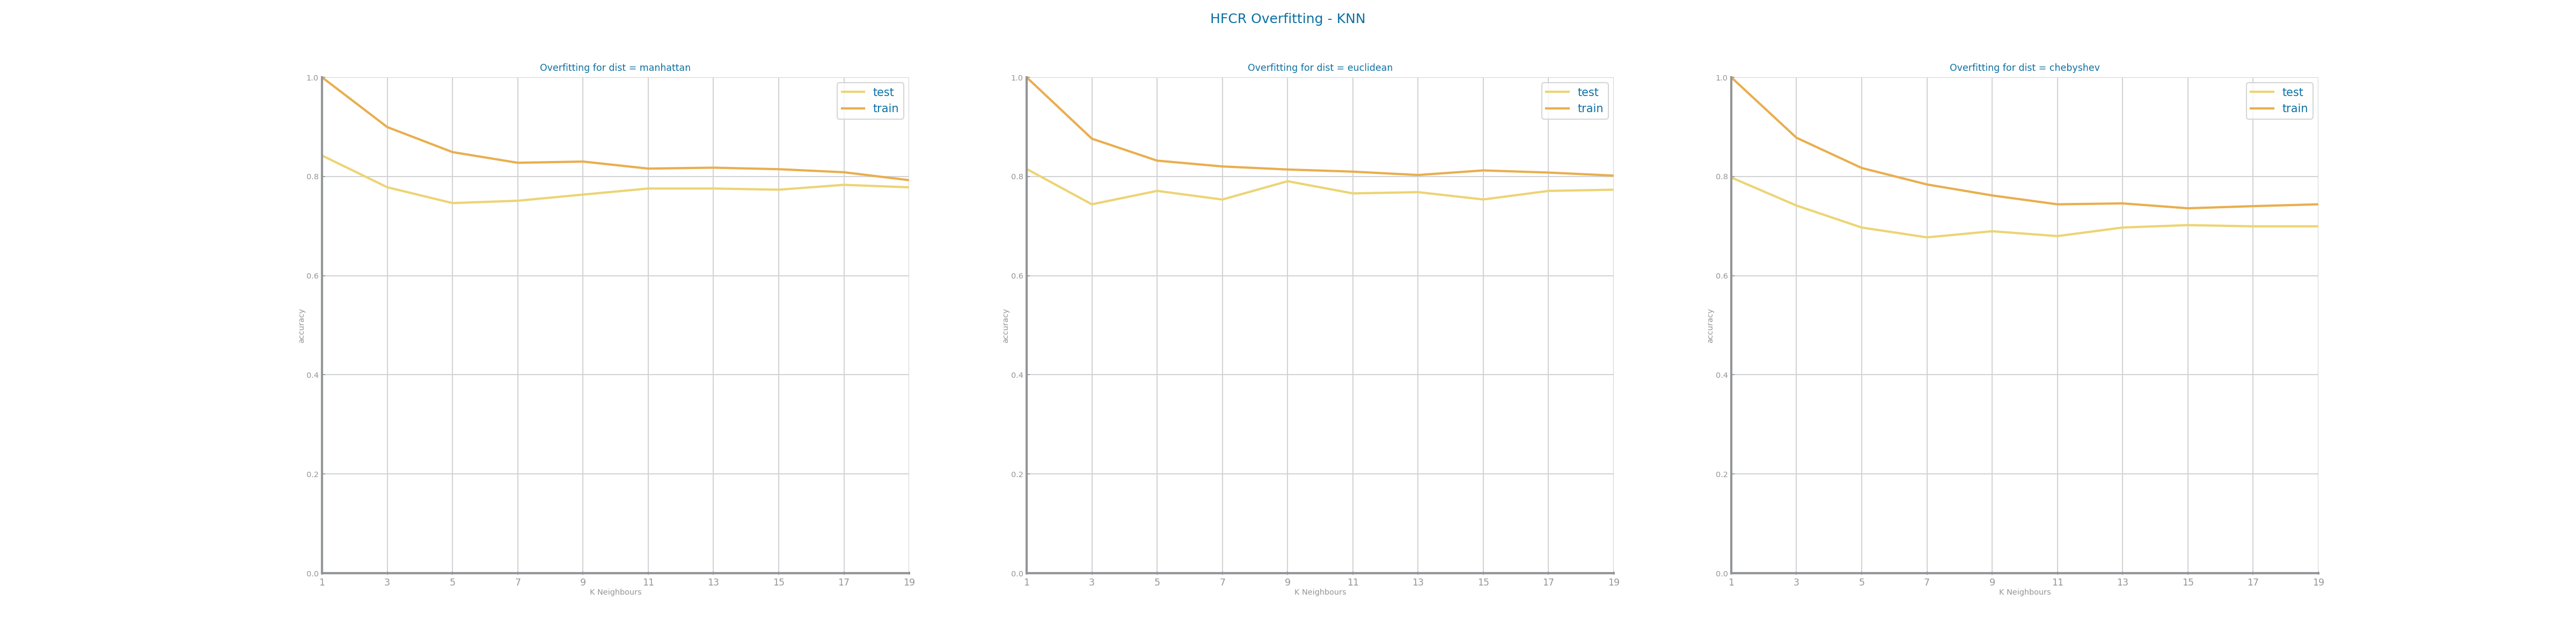 HFCR Overfitting - KNN
Overfitting for dist = manhattan
test
train
1.0
0.8
0.6
0.4
0.2
0.0
accuracy
1 3 5 7 9 11 13 15 17 19
K Neighbours
Overfitting for dist = euclidean
test
train
1.0
0.8
0.6
0.4
0.2
0.0
accuracy
1 3 5 7 9 11 13 15 17 19
K Neighbours
Overfitting for dist = chebyshev
test
train
1.0
0.8
0.6
0.4
0.2
0.0
accuracy
1 3 5 7 9 11 13 15 17 19
K Neighbours